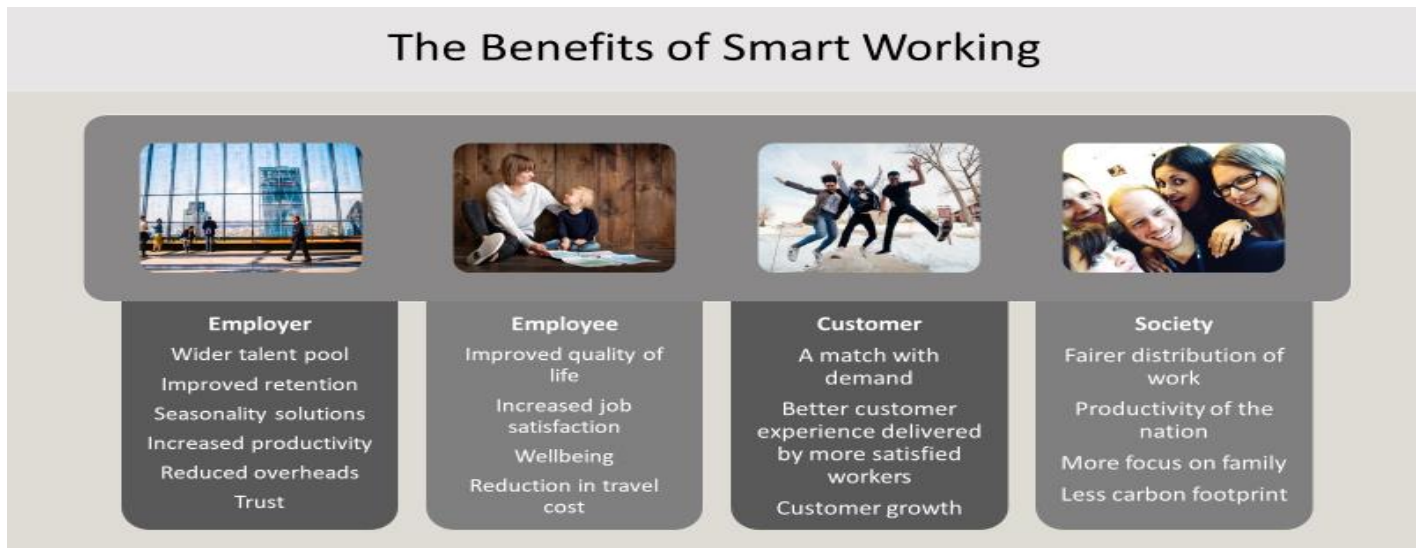 The Benefits of Smart Working
Employer
Wider talent pool
Improved retention
Seasonality solutions
Increased productivity
Reduced overheads
Trust
Employee
Improved quality of
life
Increased job
satisfaction
Wellbeing
Reduction in travel
cost
Customer
A match with
demand
Better customer
experience delivered
by more satisfied
workers
Customer growth
Society
Fairer distribution of
work
Productivity of the
nation
More focus on family
Less carbon footprint